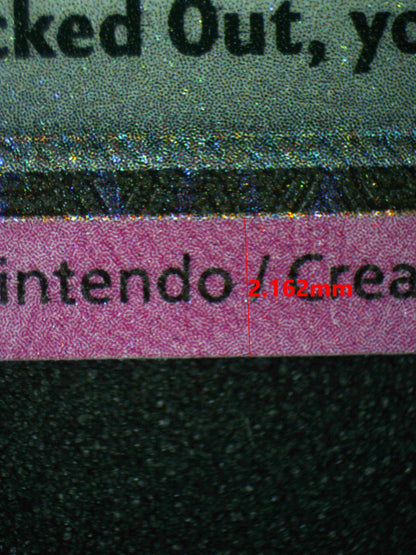 cked Out, yo
intendo / Crea
2.162mm